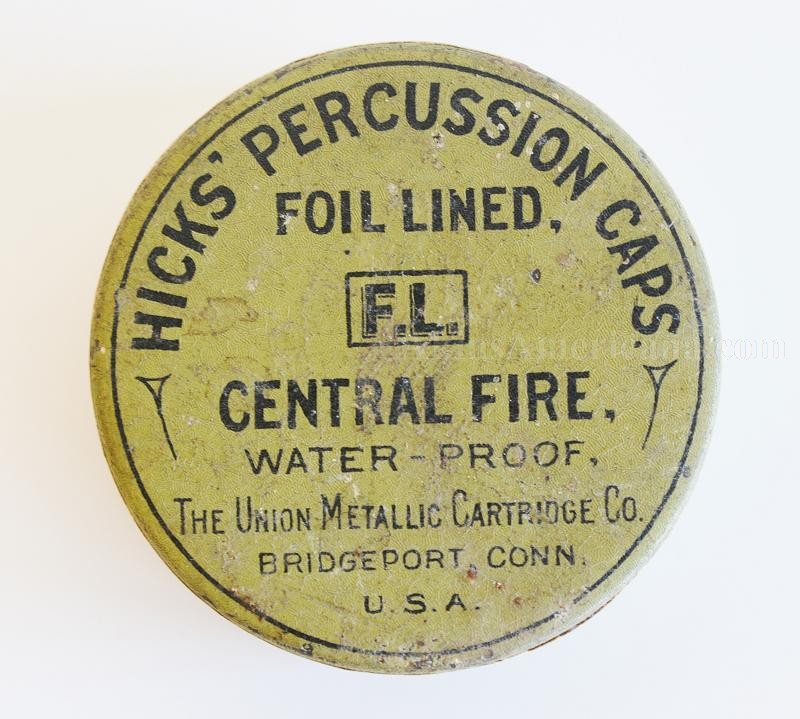 HICKS' PERCUSSION CAPS.
FOIL LINED,
F.L.
CENTRAL FIRE,
WATER-PROOF,
THE UNION METALLIC CARTRIDGE CO.
BRIDGEPORT, CONN.
U.S.A.